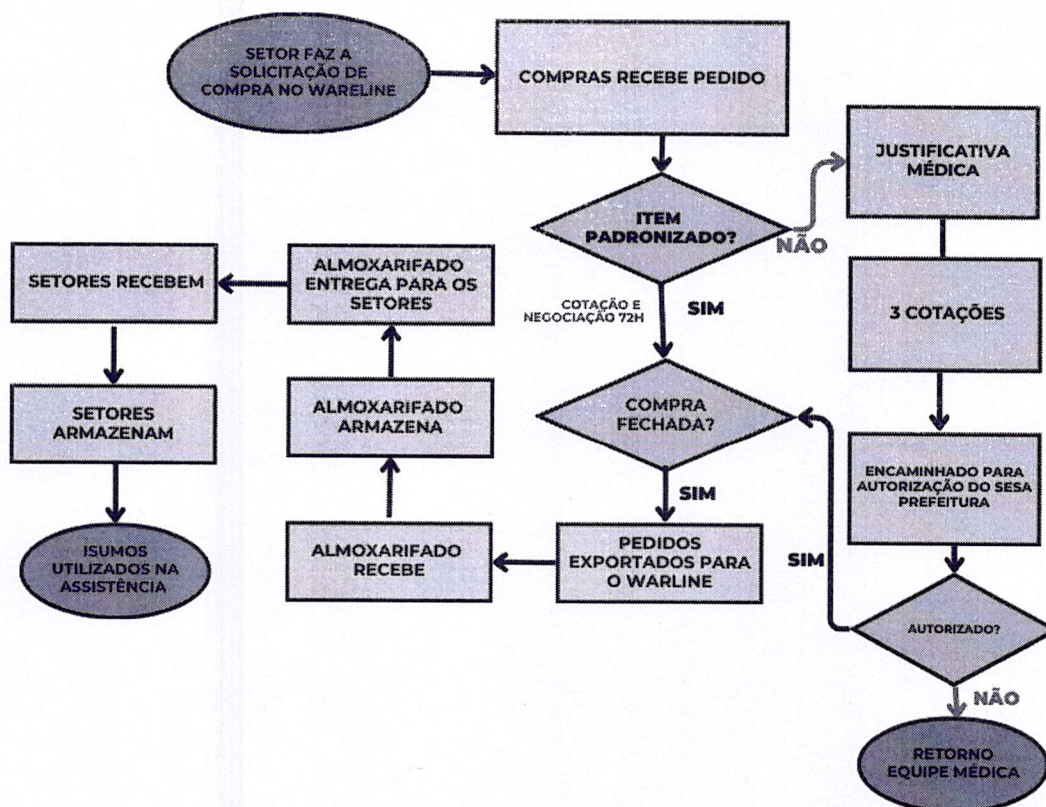 SETOR FAZ A
SOLICITAÇÃO DE
COMPRA NO WARELINE
COMPRAS RECEBE PEDIDO
JUSTIFICATIVA
MÉDICA
ITEM
PADRONIZADO?
NÃO
3 COTAÇÕES
COTAÇÃO E
NEGOCIAÇÃO 72H
SIM
ENCAMINHADO PARA
AUTORIZAÇÃO DO SESA
PREFEITURA
AUTORIZADO?
SIM
NÃO
RETORNO
EQUIPE MÉDICA
COMPRA
FECHADA?
SIM
PEDIDOS
EXPORTADOS PARA
O WARLINE
ALMOXARIFADO
RECEBE
ALMOXARIFADO
ARMAZENA
ALMOXARIFADO
ENTREGA PARA OS
SETORES
SETORES RECEBEM
SETORES
ARMAZENAM
ISUMOS
UTILIZADOS NA
ASSISTÊNCIA